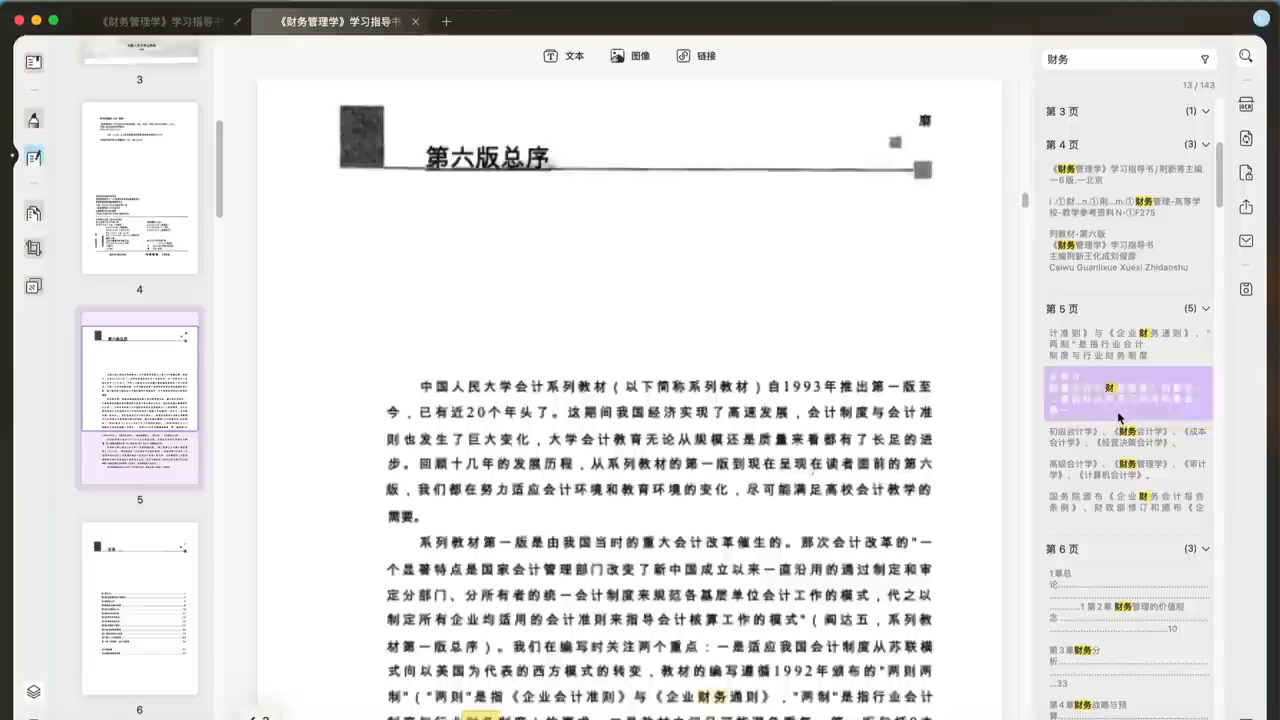 《财务管理学》学习指导书
《财务管理学》学习指导书
文本
图像
链接
3
4
5
6
第六版总序
中国人民大学会计系列教材（以下简称系列教材）自1993年推出第一版至
今，已有近20个年头了。这期间我国经济实现了高速发展，会计制度与会计准
则也发生了巨大变化，大学会计教育无论从规模还是质量来看都有了长足的进
步。回顾十几年的发展历程，从系列教材的第一版到现在呈现在读者面前的第六
版，我们都在努力适应会计环境和教育环境的变化，尽可能满足高校会计教学的
需要。
系列教材第一版是由我国当时的重大会计改革催生的。那次会计改革的"一
个显著特点是国家会计管理部门改变了新中国成立以来一直沿用的通过制定和审
定分部门、分所有者的统一会计制度来规范各基层单位会计工作的模式，代之以
制定所有企业均适用的会计准则来指导会计核算工作的模式"（阎达五，系列教
材第一版总序）。我们在编写时关注两个重点：一是适应我国会计制度从苏联模
式向以美国为代表的西方模式的转变，教材的编写遵循1992年颁布的"两则两
制"（"两则"是指《企业会计准则》与《企业财务通则》，"两制"是指行业会计
财务
13 / 143
第 3 页 (1)
第 4 页 (3)
《财务管理学》学习指导书/荆新等主编.
一6版.一北京
i .①财...n.①荆...m.①财务管理-高等学
校-教学参考资料N·①F275
列教材·第六版
《财务管理学》学习指导书
主编荆新王化成刘俊彦
Caiwu Guanlixue Xuexi Zhidaoshu
第 5 页 (5)
计准则》与《企业财务通则》，"
两制"是指行业会计
制度与行业财务制度
财
初级会计学》、《财务会计学》、《成本
会计学》、《经营决策会计学》、
高级会计学》、《财务管理学》、《审计
学》、《计算机会计学》。
国务院颁布《企业财务会计报告
条例》、财政部修订和颁布《企
第 6 页 (3)
1章总
论
..........1 第2章 财务管理的价值观
念 ..........10
第3章财务分
析
...33
第4章财务战略与预